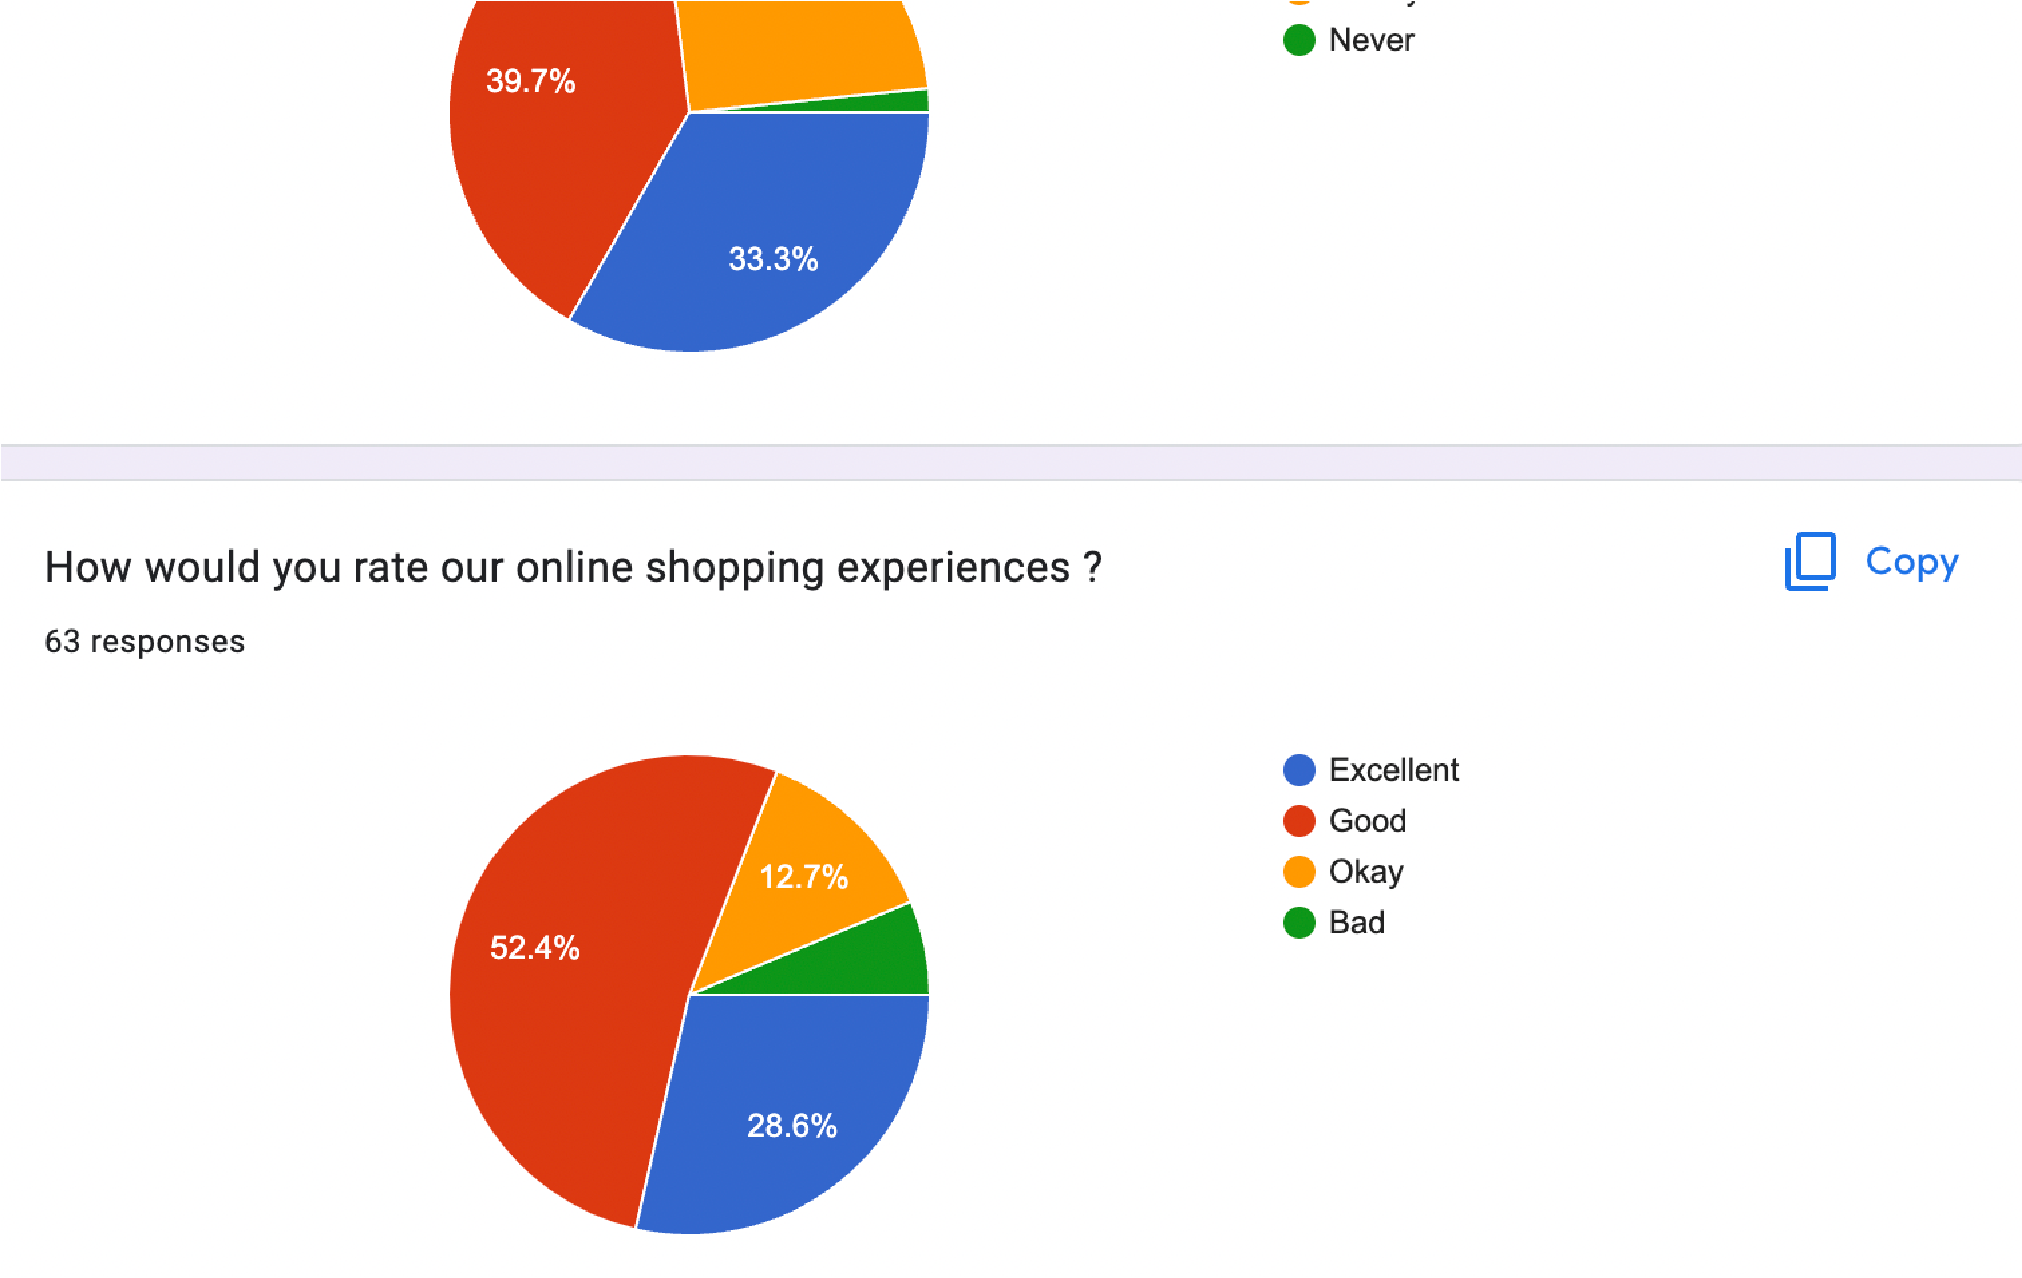 Never
39.7%
33.3%
How would you rate our online shopping experiences ?
Copy
63 responses
Excellent
Good
Okay
Bad
12.7%
52.4%
28.6%